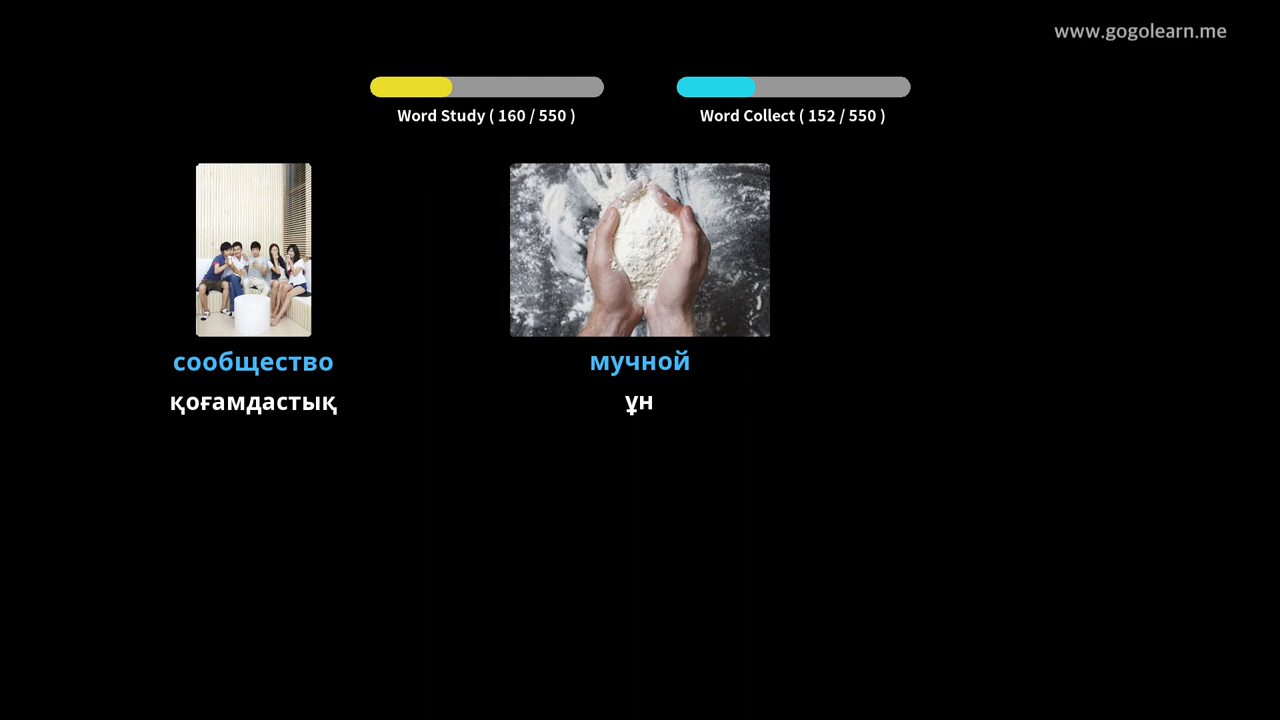 www.gogolearn.me
Word Study ( 160 / 550 )
Word Collect ( 152 / 550 )
сообщество
қоғамдастық
мучной
ұн